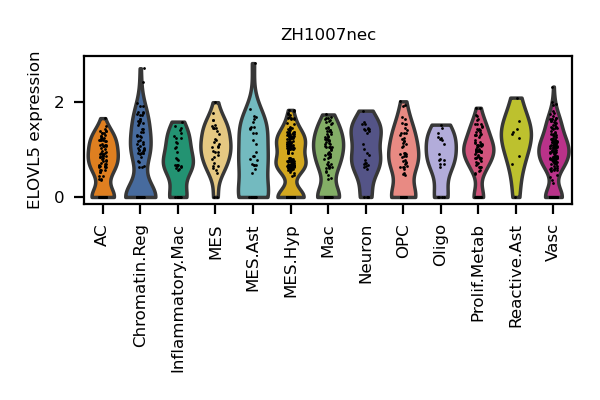 ZH1007nec
ELOVL5 expression
2
0
AC
Chromatin.Reg
Inflammatory.Mac
MES
MES.Ast
MES.Hyp
Mac
Neuron
OPC
Oligo
Prolif.Metab
Reactive.Ast
Vasc